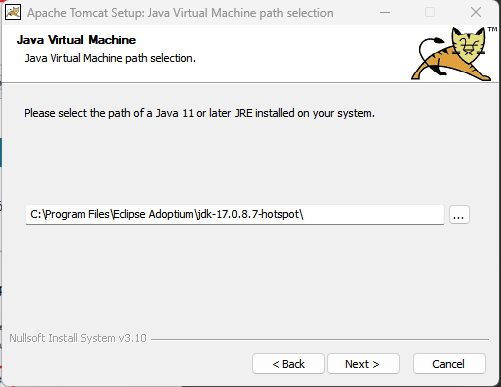 Apache Tomcat Setup: Java Virtual Machine path selection
Java Virtual Machine
Java Virtual Machine path selection.
TM
Please select the path of a Java 11 or later JRE installed on your system.
C:\Program Files\Eclipse Adoptium\jdk-17.0.8.7-hotspot\
...
Nullsoft Install System v3.10
< Back
Next >
Cancel